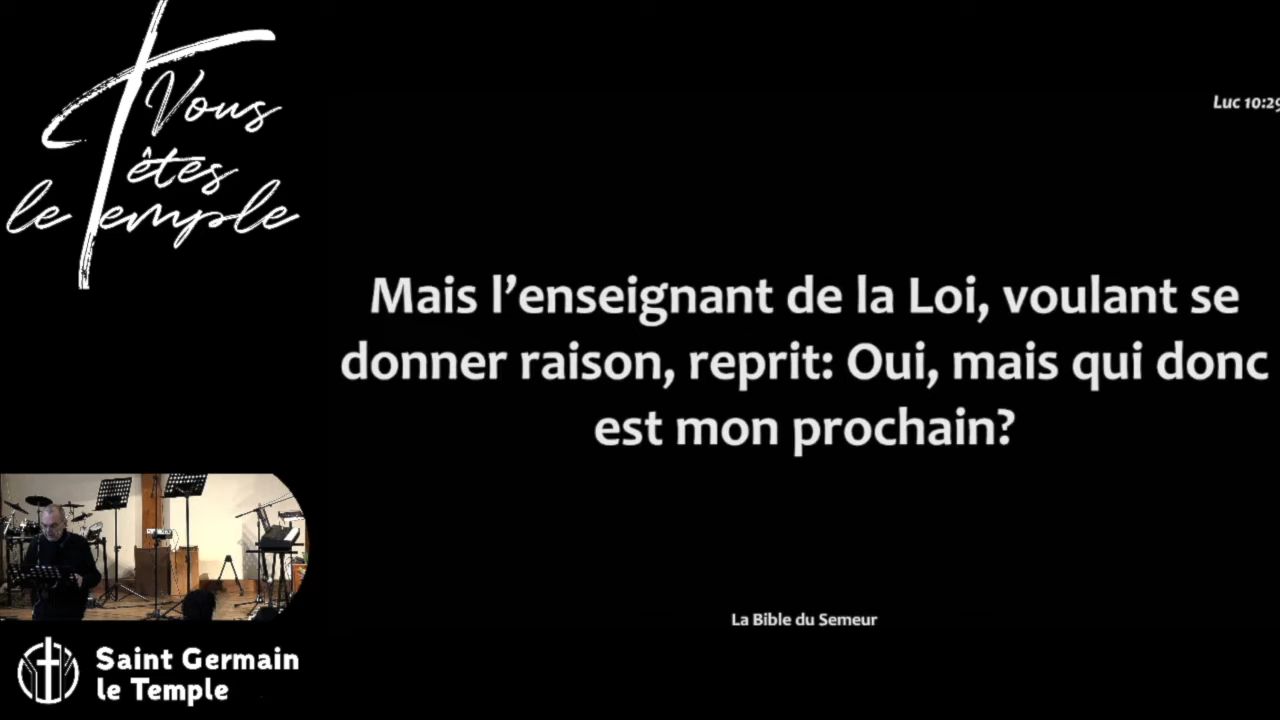 Vous
êtes
le Temple
Luc 10:29
Mais l’enseignant de la Loi, voulant se
donner raison, reprit: Oui, mais qui donc
est mon prochain?
La Bible du Semeur
Saint Germain
le Temple